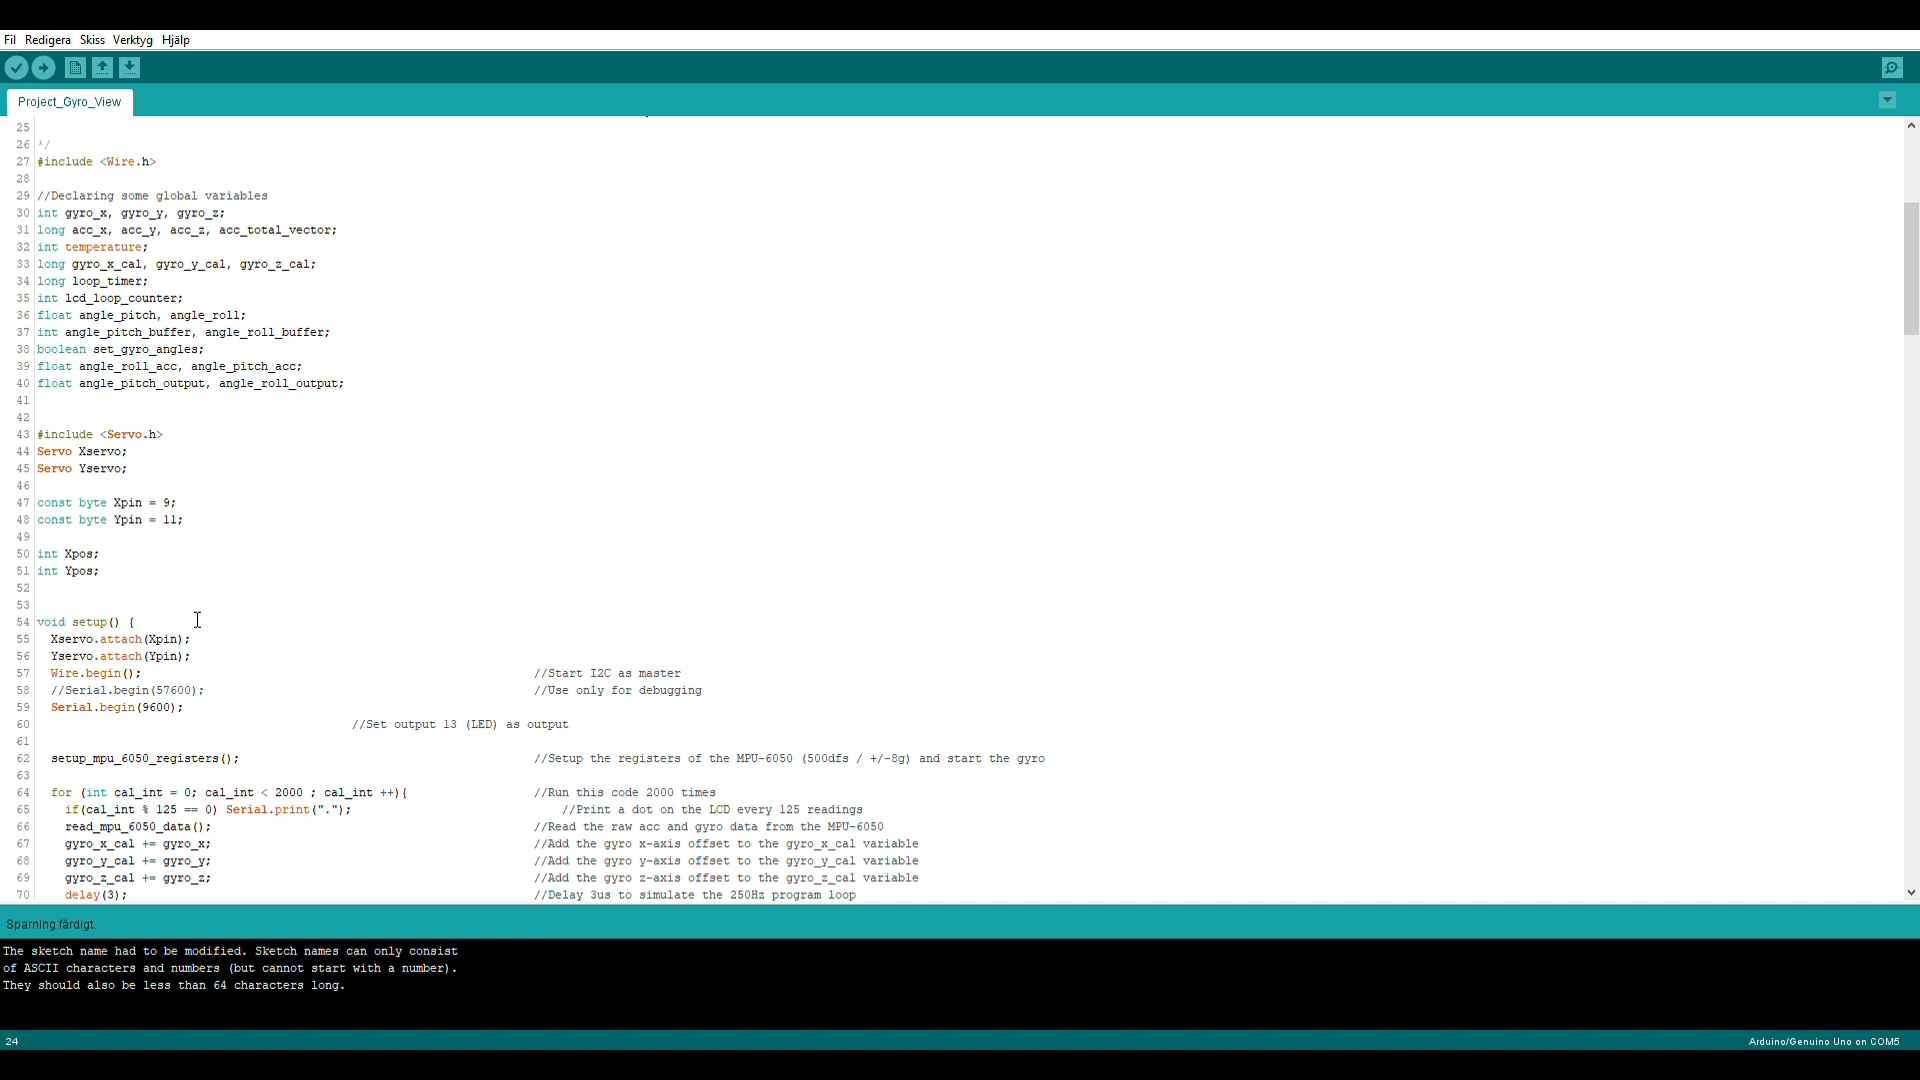 Fil Redigera Skiss Verktyg Hjälp
Project_Gyro_View
25
26 */
27 #include <Wire.h>
28
29 //Declaring some global variables
30 int gyro_x, gyro_y, gyro_z;
31 long acc_x, acc_y, acc_z, acc_total_vector;
32 int temperature;
33 long gyro_x_cal, gyro_y_cal, gyro_z_cal;
34 long loop_timer;
35 int lcd_loop_counter;
36 float angle_pitch, angle_roll;
37 int angle_pitch_buffer, angle_roll_buffer;
38 boolean set_gyro_angles;
39 float angle_roll_acc, angle_pitch_acc;
40 float angle_pitch_output, angle_roll_output;
41
42
43 #include <Servo.h>
44 Servo Xservo;
45 Servo Yservo;
46
47 const byte Xpin = 9;
48 const byte Ypin = 11;
49
50 int Xpos;
51 int Ypos;
52
53
54 void setup() {
55 Xservo.attach(Xpin);
56 Yservo.attach(Ypin);
57 Wire.begin(); //Start I2C as master
58 //Serial.begin(57600); //Use only for debugging
59 Serial.begin(9600);
60 //Set output 13 (LED) as output
61
62 setup_mpu_6050_registers(); //Setup the registers of the MPU-6050 (500dfs / +/-8g) and start the gyro
63
64 for (int cal_int = 0; cal_int < 2000 ; cal_int ++){ //Run this code 2000 times
65 if(cal_int % 125 == 0) Serial.print("."); //Print a dot on the LCD every 125 readings
66 read_mpu_6050_data(); //Read the raw acc and gyro data from the MPU-6050
67 gyro_x_cal += gyro_x; //Add the gyro x-axis offset to the gyro_x_cal variable
68 gyro_y_cal += gyro_y; //Add the gyro y-axis offset to the gyro_y_cal variable
69 gyro_z_cal += gyro_z; //Add the gyro z-axis offset to the gyro_z_cal variable
70 delay(3); //Delay 3us to simulate the 250Hz program loop
Sparning färdigt.
The sketch name had to be modified. Sketch names can only consist
of ASCII characters and numbers (but cannot start with a number).
They should also be less than 64 characters long.
24
Arduino/Genuino Uno on COM5